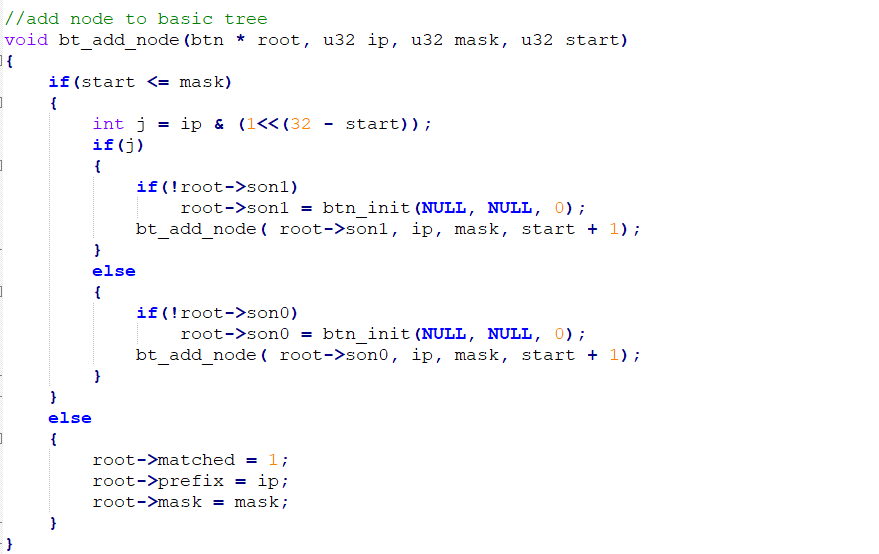 //add node to basic tree
void bt_add_node(btn * root, u32 ip, u32 mask, u32 start)
{
    if(start <= mask)
    {
        int j = ip & (1<<(32 - start));
        if(j)
        {
            if(!root->son1)
                root->son1 = btn_init(NULL, NULL, 0);
            bt_add_node( root->son1, ip, mask, start + 1);
        }
        else
        {
            if(!root->son0)
                root->son0 = btn_init(NULL, NULL, 0);
            bt_add_node( root->son0, ip, mask, start + 1);
        }
    }
    else
    {
        root->matched = 1;
        root->prefix = ip;
        root->mask = mask;
    }
}